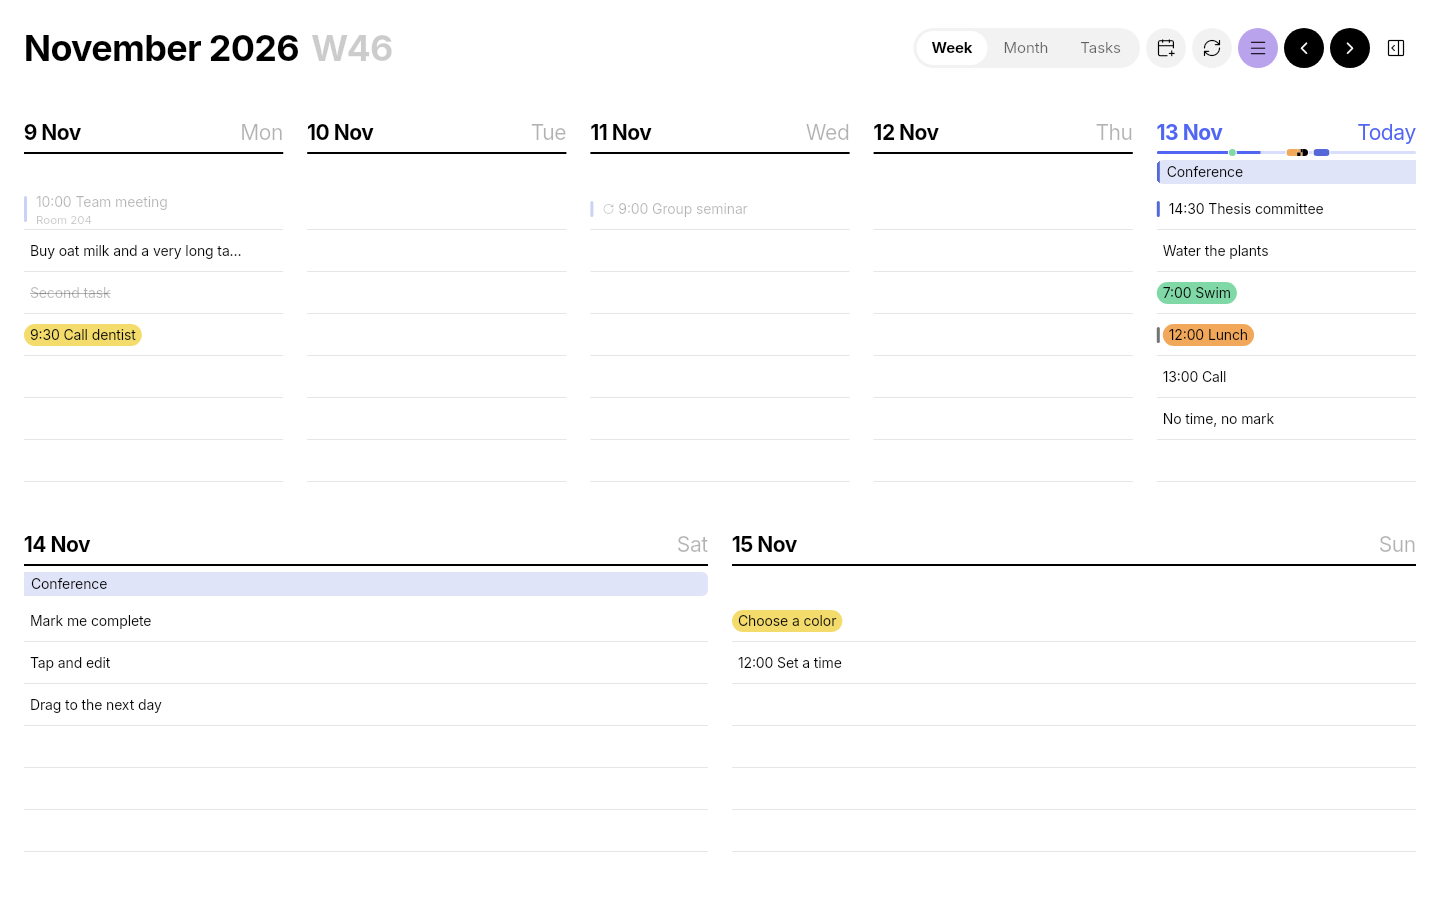 November 2026 W46
Week Month Tasks
9 Nov Mon
10:00 Team meeting
Room 204
Buy oat milk and a very long ta...
Second task
9:30 Call dentist
10 Nov Tue
11 Nov Wed
9:00 Group seminar
12 Nov Thu
13 Nov Today
Conference
14:30 Thesis committee
Water the plants
7:00 Swim
12:00 Lunch
13:00 Call
No time, no mark
14 Nov Sat
Conference
Mark me complete
Tap and edit
Drag to the next day
15 Nov Sun
Choose a color
12:00 Set a time